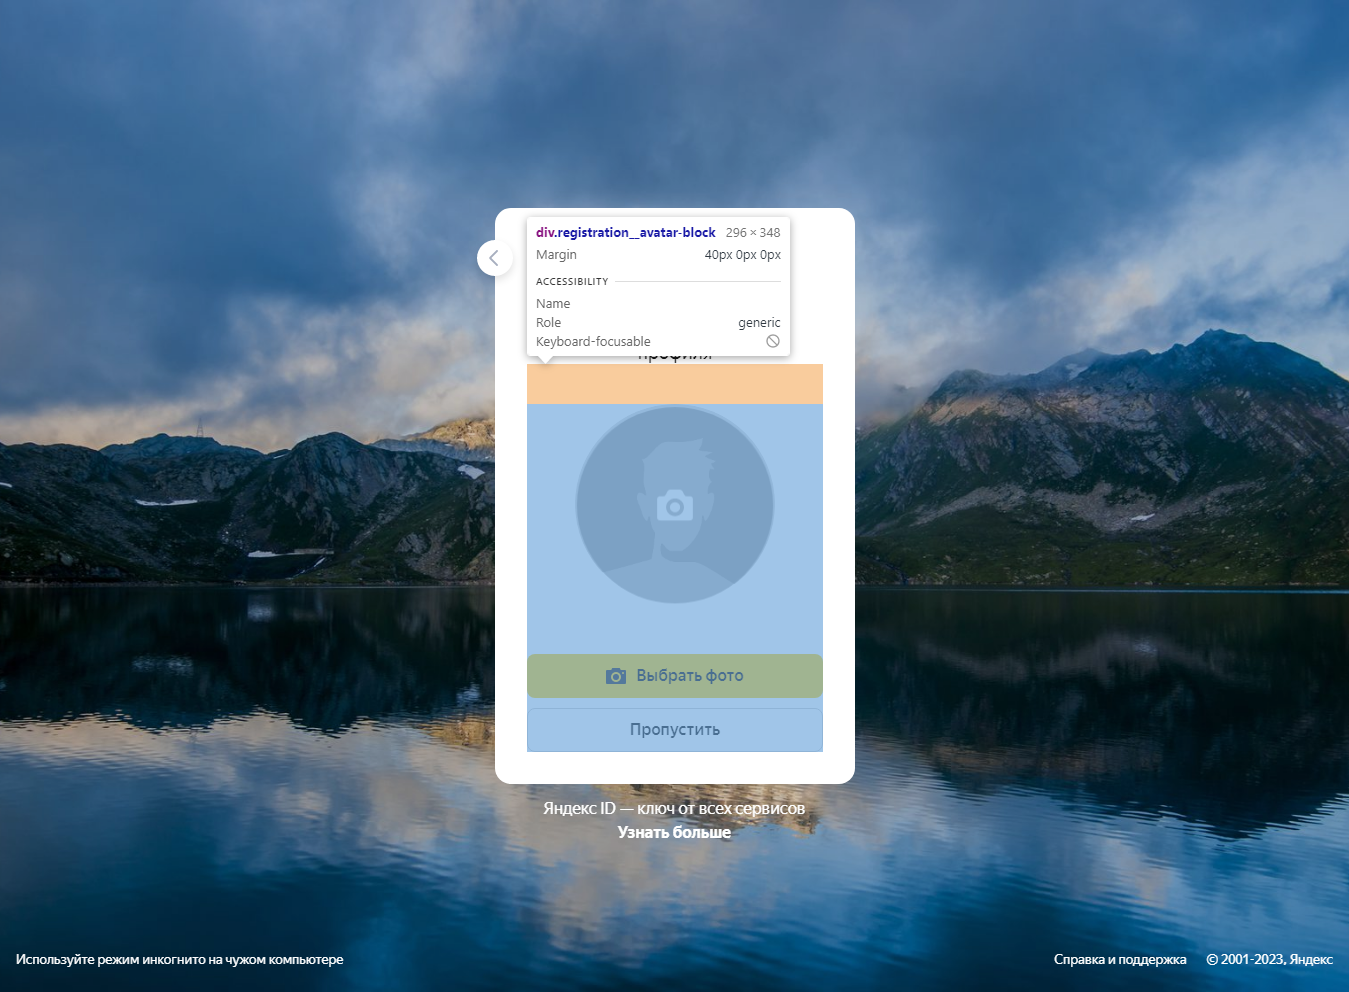 div.registration__avatar-block 296 × 348
Margin 40px 0px 0px
ACCESSIBILITY
Name
Role generic
Keyboard-focusable
профиля
Выбрать фото
Пропустить
Яндекс ID — ключ от всех сервисов
Узнать больше
Используйте режим инкогнито на чужом компьютере
Справка и поддержка © 2001-2023, Яндекс